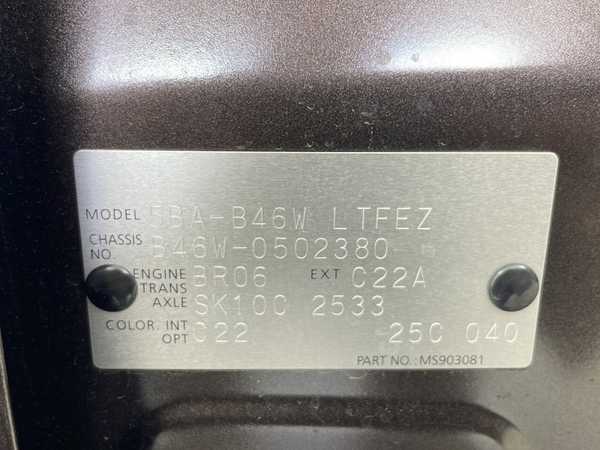 MODEL 5BA-B46W LTFEZ
CHASSIS NO. B46W-0502380
ENGINE BR06 EXT C22A
TRANS AXLE SK10C 2533
COLOR. INT OPT C22 25C 040
PART NO.: MS903081